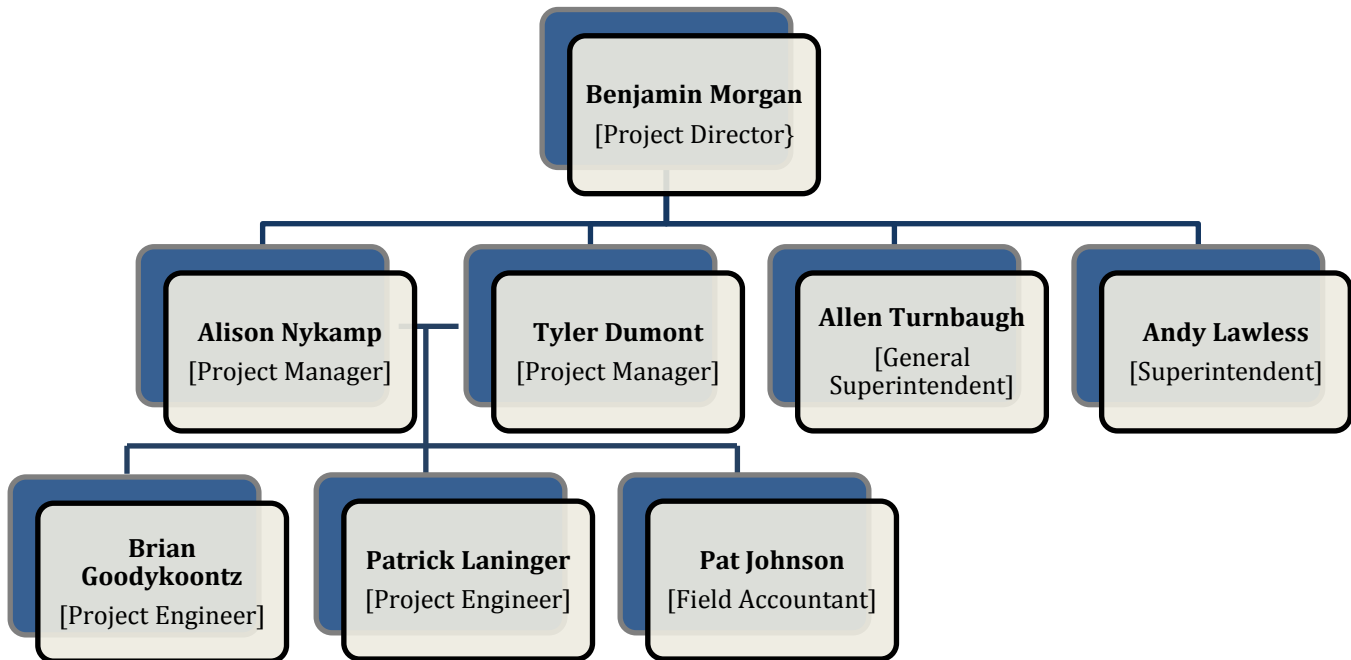 Benjamin Morgan
[Project Director}
Alison Nykamp
[Project Manager]
Tyler Dumont
[Project Manager]
Allen Turnbaugh
[General
Superintendent]
Andy Lawless
[Superintendent]
Brian
Goodykoontz
[Project Engineer]
Patrick Laninger
[Project Engineer]
Pat Johnson
[Field Accountant]